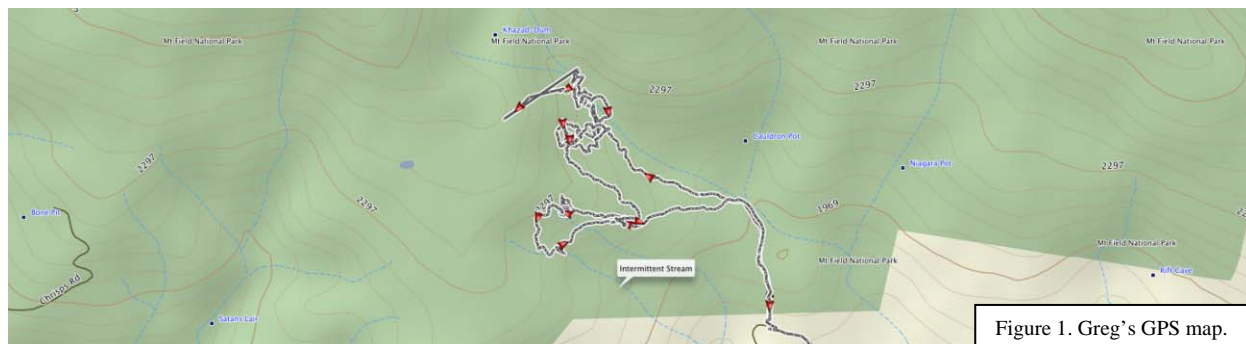 Khazad-Dum
Mt Field National Park
Mt Field National Park
Mt Field National Park
Mt Field National Park
2297
2297
Cauldron Pot
Niagara Pot
2297
2297
2297
2297
1969
Bone Pit
Mt Field National Park
Mt Field National Park
Intermittent Stream
Rift Cave
Chrisps Rd
Satans Lair
Figure 1. Greg's GPS map.